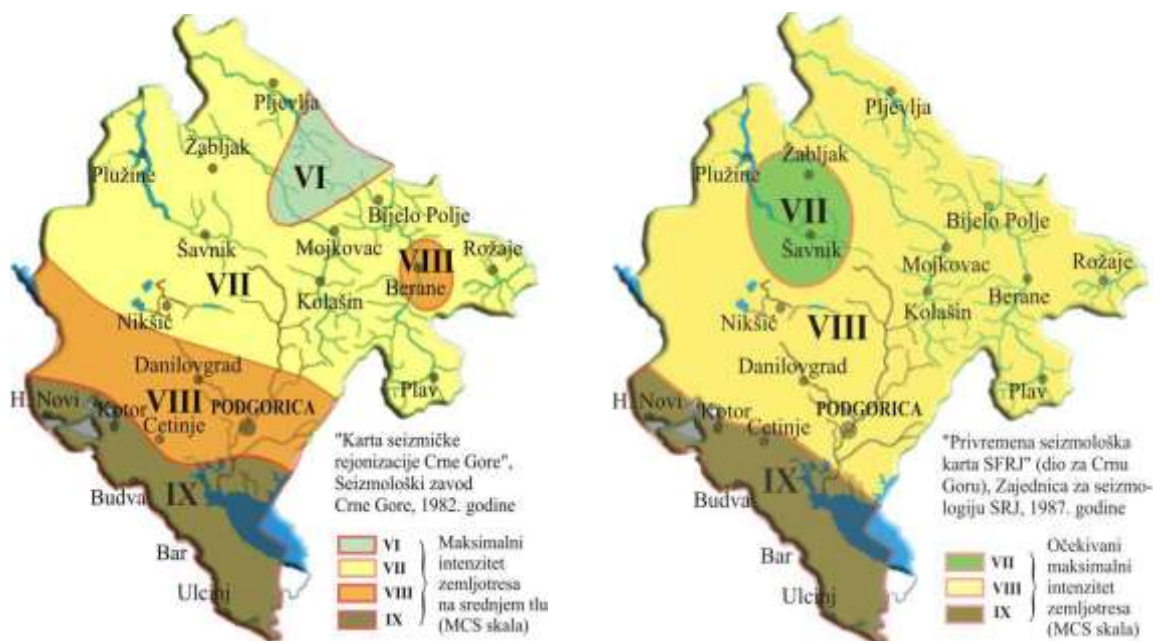 Pljevlja
Žabljak
Plužine
VI
Bijelo Polje
Šavnik
Mojkovac
VIII
Rožaje
Berane
VII
Kolašin
Nikšić
Danilovgrad
Plav
VIII
H. Novi
Kotor
PODGORICA
Cetinje
IX
Budva
Bar
Ulcinj
"Karta seizmičke
rejonizacije Crne Gore",
Seizmološki zavod
Crne Gore, 1982. godine
VI
VII
VIII
IX
Maksimalni
intenzitet
zemljotresa
na srednjem tlu
(MCS skala)
Pljevlja
Žabljak
Plužine
VII
Bijelo Polje
Šavnik
Mojkovac
Rožaje
Berane
Kolašin
Nikšić
VIII
Danilovgrad
Plav
H. Novi
Kotor
PODGORICA
Cetinje
IX
Budva
Bar
Ulcinj
"Privremena seizmološka
karta SFRJ" (dio za Crnu
Goru), Zajednica za seizmo-
logiju SRJ, 1987. godine
VII
VIII
IX
Očekivani
maksimalni
intenzitet
zemljotresa
(MCS skala)